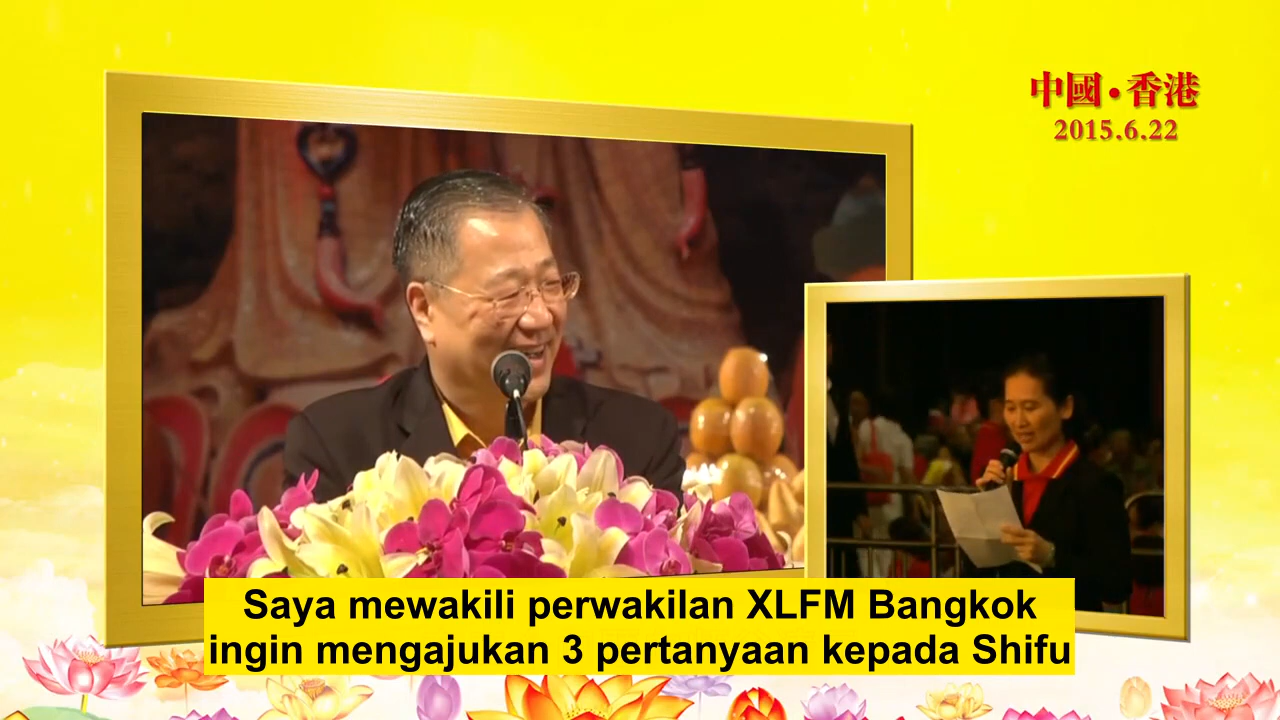 中國•香港
2015.6.22
Saya mewakili perwakilan XLFM Bangkok
ingin mengajukan 3 pertanyaan kepada Shifu